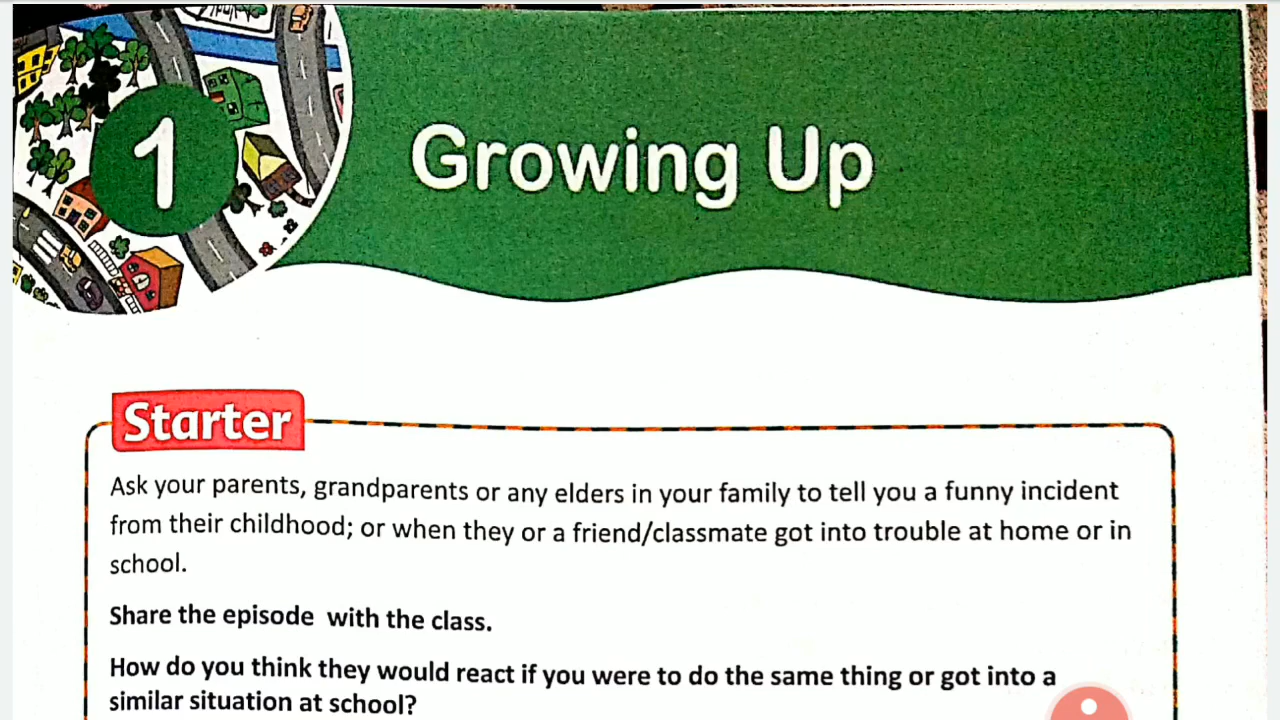 1
Growing Up
Starter
Ask your parents, grandparents or any elders in your family to tell you a funny incident
from their childhood; or when they or a friend/classmate got into trouble at home or in
school.
Share the episode with the class.
How do you think they would react if you were to do the same thing or got into a
similar situation at school?